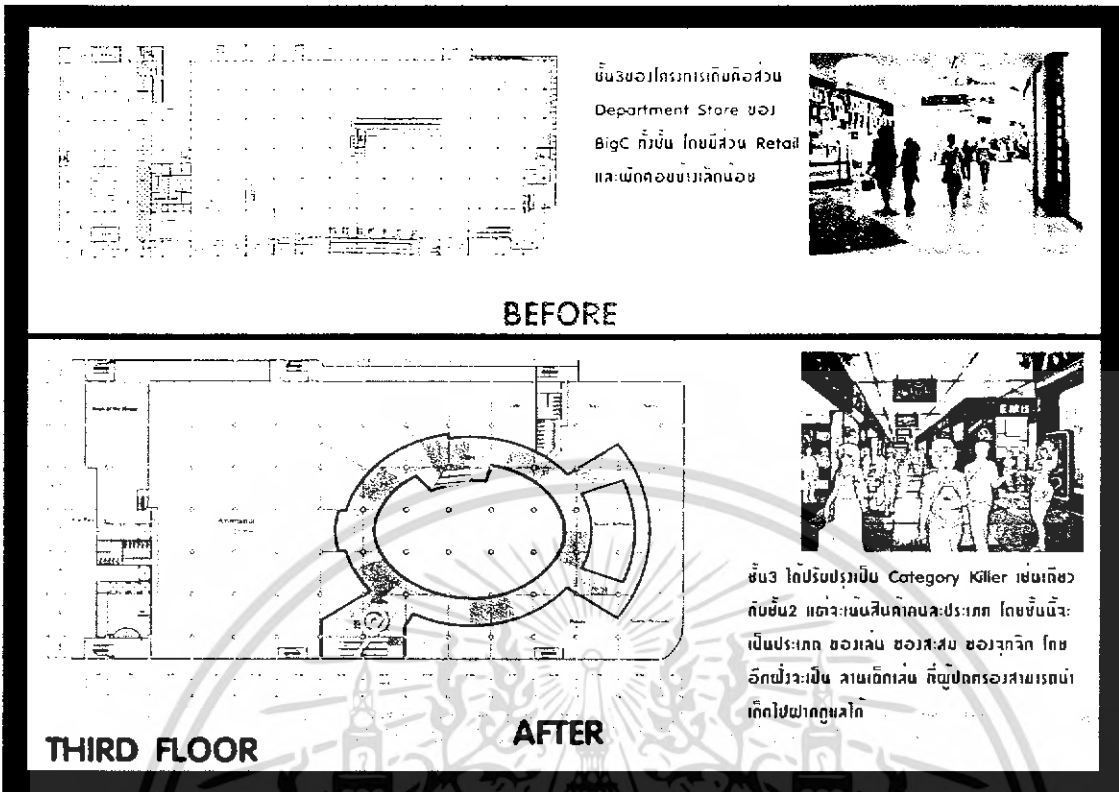 ชั้น3ของโครงการเดิมคือส่วน
Department Store ของ
BigC ทั้งชั้น โดยมีส่วน Retail
และผักคอยบ้างเล็กน้อย
BEFORE
ชั้น3 ได้ปรับปรุงเป็น Category Killer เช่นเดียว
กับชั้น2 แต่จะเน้นสินค้าคนละประเภท โดยชั้นนี้จะ
เป็นประเภท ของเล่น ของสะสม ของจุกจิก โดย
อีกฝั่งจะเป็น ลานเด็กเล่น ที่ผู้ปกครองสามารถนำ
เด็กไปฝากดูแลได้
AFTER
THIRD FLOOR